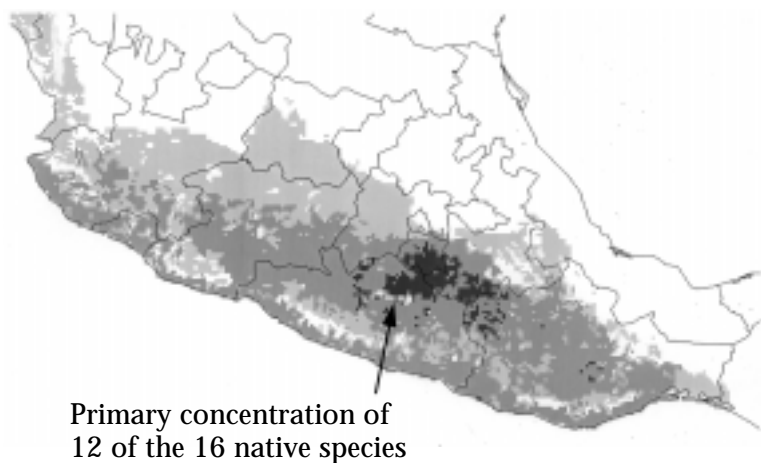 Primary concentration of
12 of the 16 native species